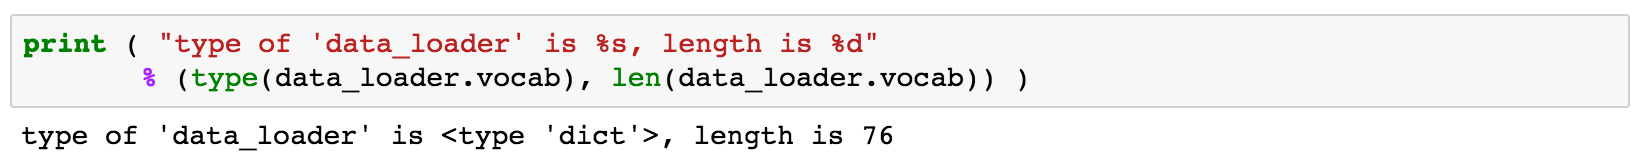 print ( "type of 'data_loader' is %s, length is %d"
       % (type(data_loader.vocab), len(data_loader.vocab)) )
type of 'data_loader' is <type 'dict'>, length is 76